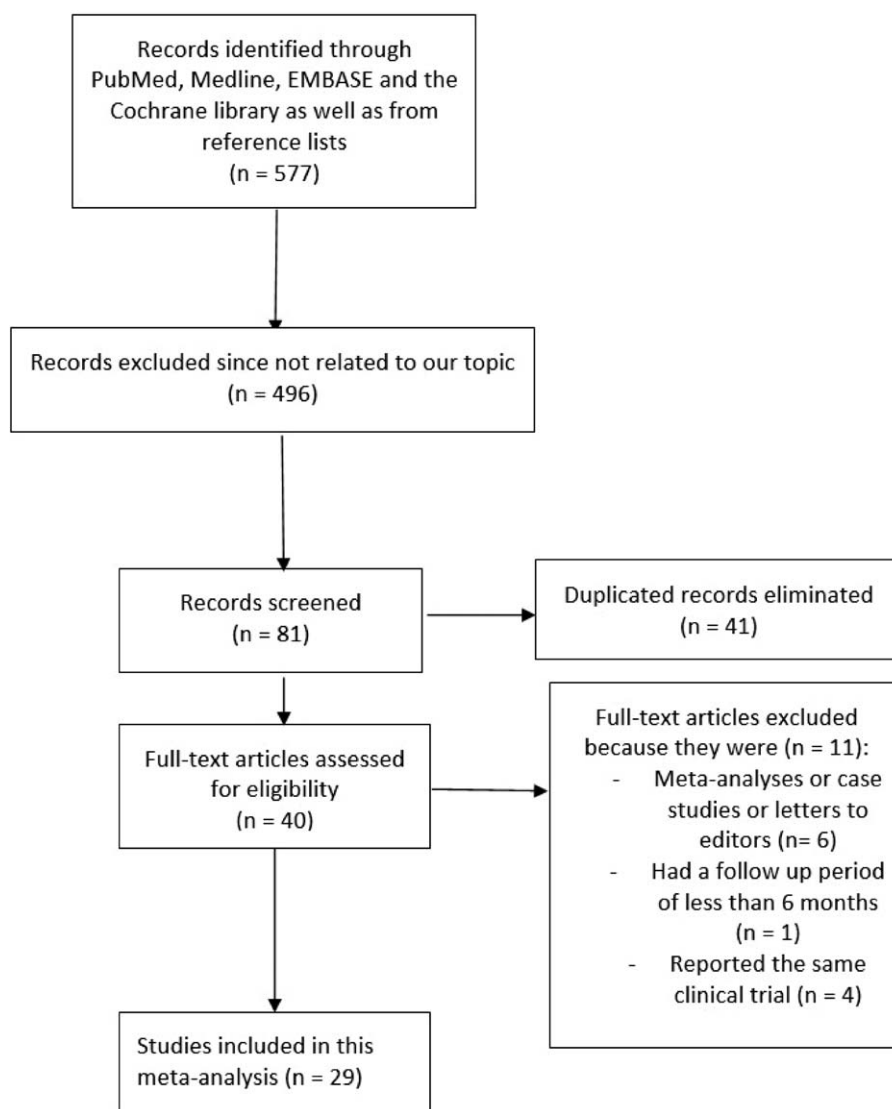 Records identified through
PubMed, Medline, EMBASE and the
Cochrane library as well as from
reference lists
(n = 577)
Records excluded since not related to our topic
(n = 496)
Records screened
(n = 81)
Duplicated records eliminated
(n = 41)
Full-text articles assessed
for eligibility
(n = 40)
Full-text articles excluded
because they were (n = 11):
- Meta-analyses or case
studies or letters to
editors (n= 6)
- Had a follow up period
of less than 6 months
(n = 1)
- Reported the same
clinical trial (n = 4)
Studies included in this
meta-analysis (n = 29)